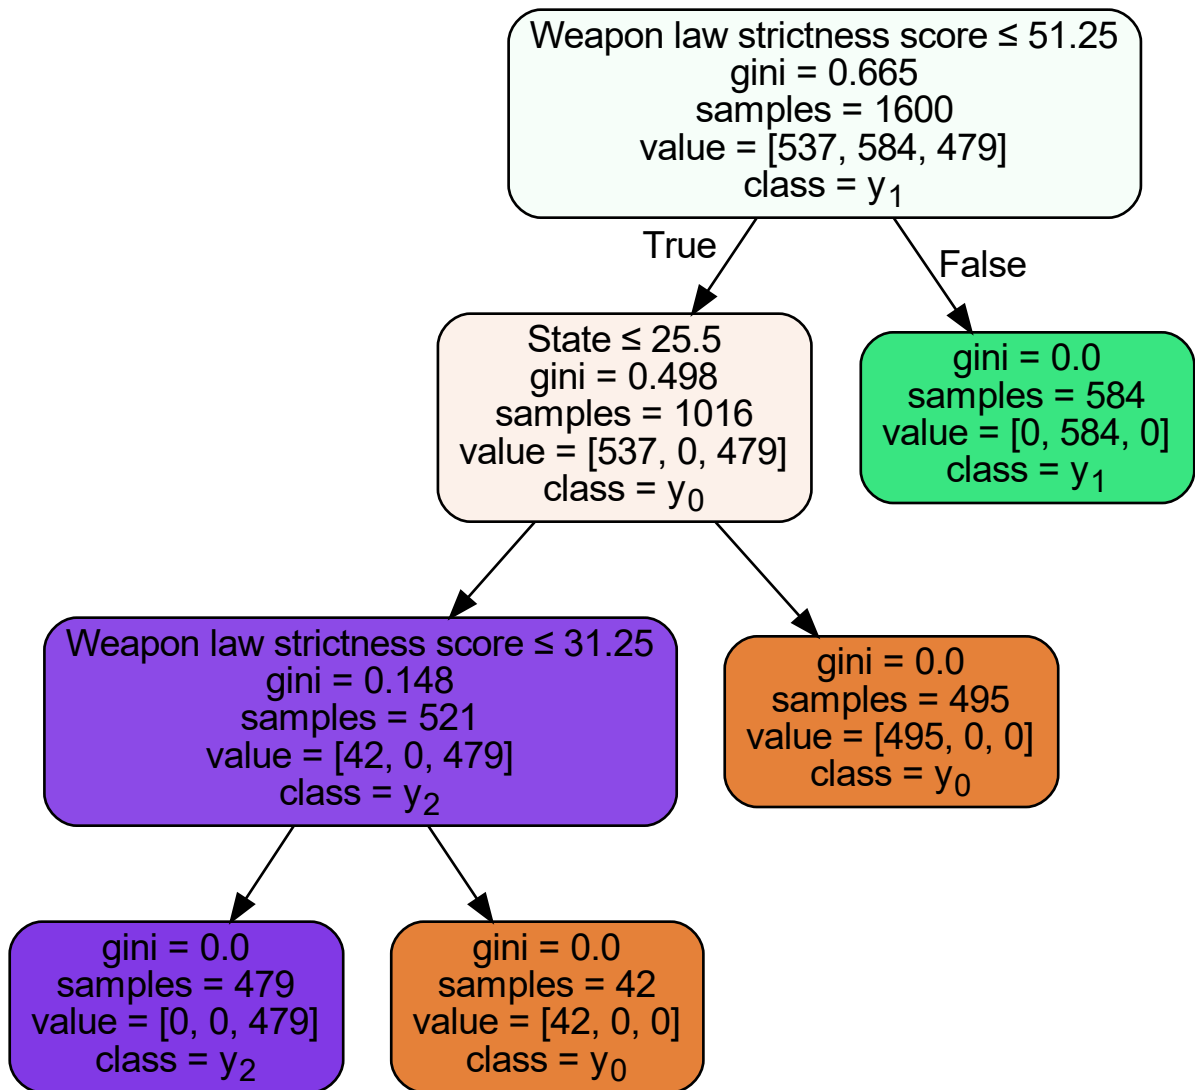 Weapon law strictness score ≤ 51.25
gini = 0.665
samples = 1600
value = [537, 584, 479]
class = y₁
True
False
State ≤ 25.5
gini = 0.498
samples = 1016
value = [537, 0, 479]
class = y₀
gini = 0.0
samples = 584
value = [0, 584, 0]
class = y₁
Weapon law strictness score ≤ 31.25
gini = 0.148
samples = 521
value = [42, 0, 479]
class = y₂
gini = 0.0
samples = 495
value = [495, 0, 0]
class = y₀
gini = 0.0
samples = 479
value = [0, 0, 479]
class = y₂
gini = 0.0
samples = 42
value = [42, 0, 0]
class = y₀